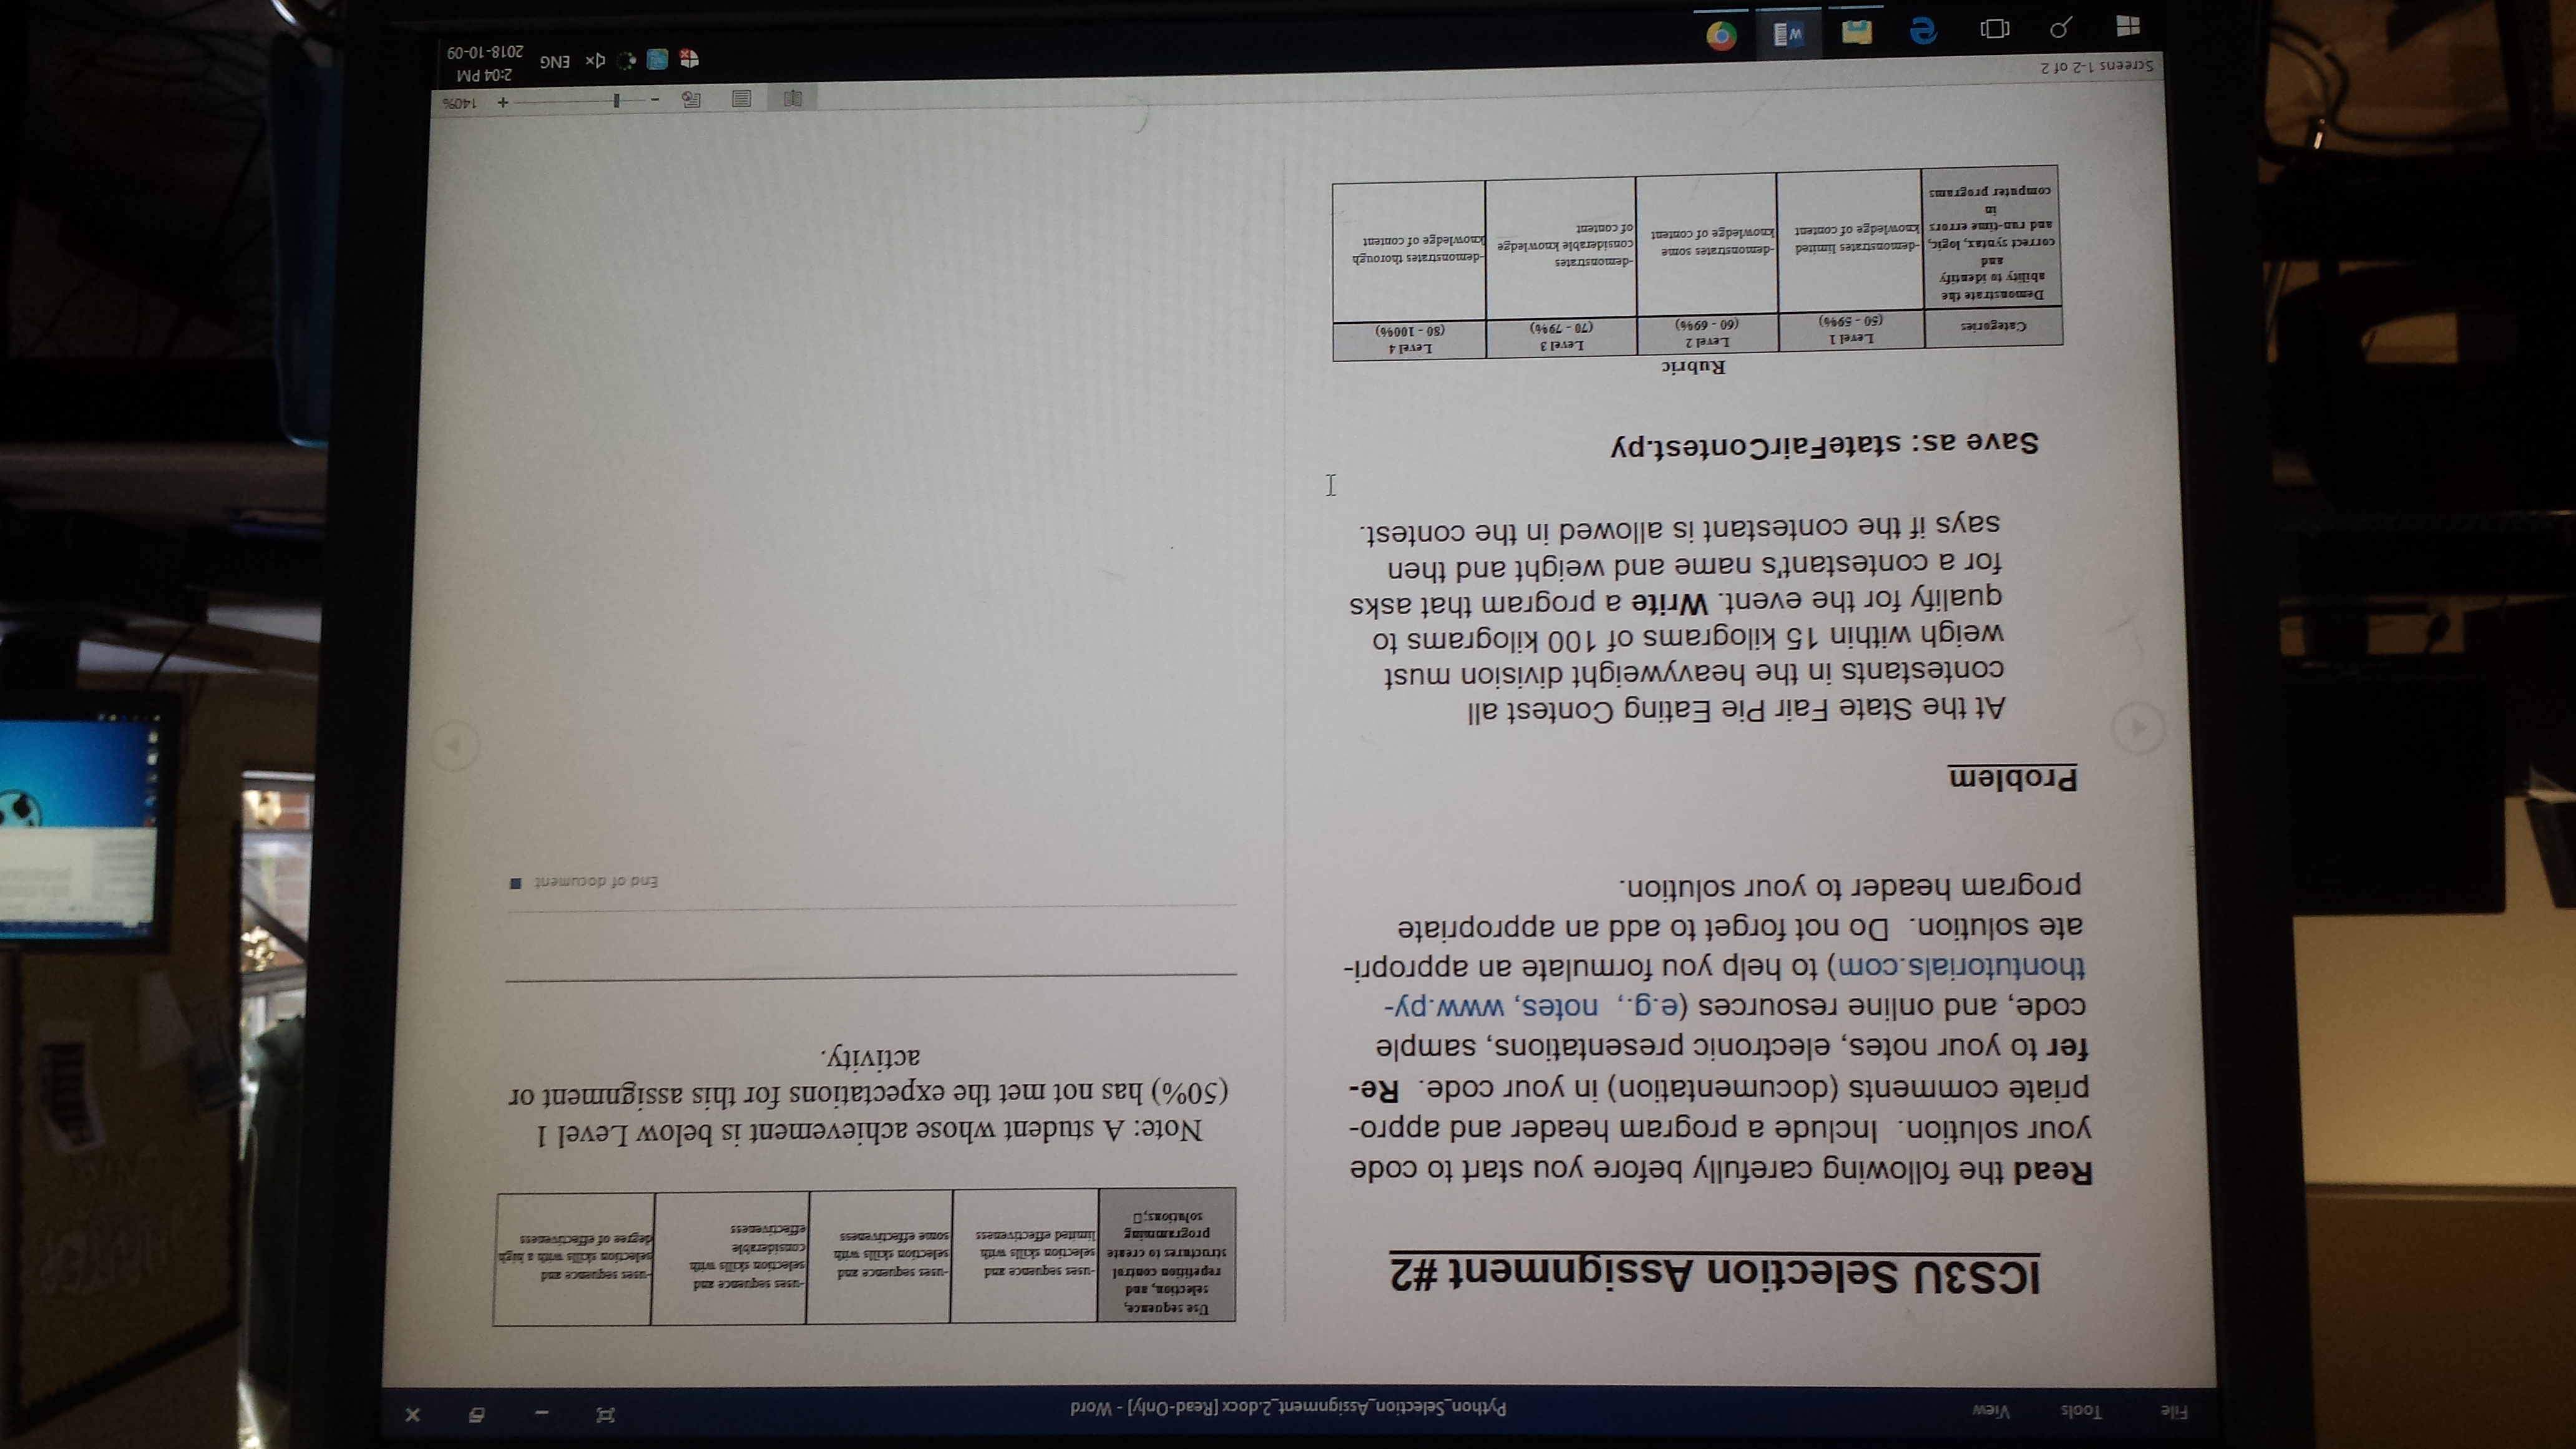 File Tools View
Python_Selection_Assignment_2.docx [Read-Only] - Word
ICS3U Selection Assignment #2
Read the following carefully before you start to code
your solution. Include a program header and appro-
priate comments (documentation) in your code. Re-
fer to your notes, electronic presentations, sample
code, and online resources (e.g., notes, www.py-
thontutorials.com) to help you formulate an appropri-
ate solution. Do not forget to add an appropriate
program header to your solution.
Problem
At the State Fair Pie Eating Contest all
contestants in the heavyweight division must
weigh within 15 kilograms of 100 kilograms to
qualify for the event. Write a program that asks
for a contestant's name and weight and then
says if the contestant is allowed in the contest.
Save as: stateFairContest.py
Rubric
Categories
Level 1
(50 - 59%)
Level 2
(60 - 69%)
Level 3
(70 - 79%)
Level 4
(80 - 100%)
Demonstrate the
ability to identify
and
correct syntax, logic,
and run-time errors
in
computer programs
-demonstrates limited
knowledge of content
-demonstrates some
knowledge of content
-demonstrates
considerable knowledge
of content
-demonstrates thorough
knowledge of content
Use sequence,
selection, and
repetition control
structures to create
programming
solutions;
-uses sequence and
selection skills with
limited effectiveness
-uses sequence and
selection skills with
some effectiveness
-uses sequence and
selection skills with
considerable
effectiveness
-uses sequence and
selection skills with a high
degree of effectiveness
Note: A student whose achievement is below Level 1
(50%) has not met the expectations for this assignment or
activity.
End of document
Screens 1-2 of 2
140%
ENG
2:04 PM
2018-10-09